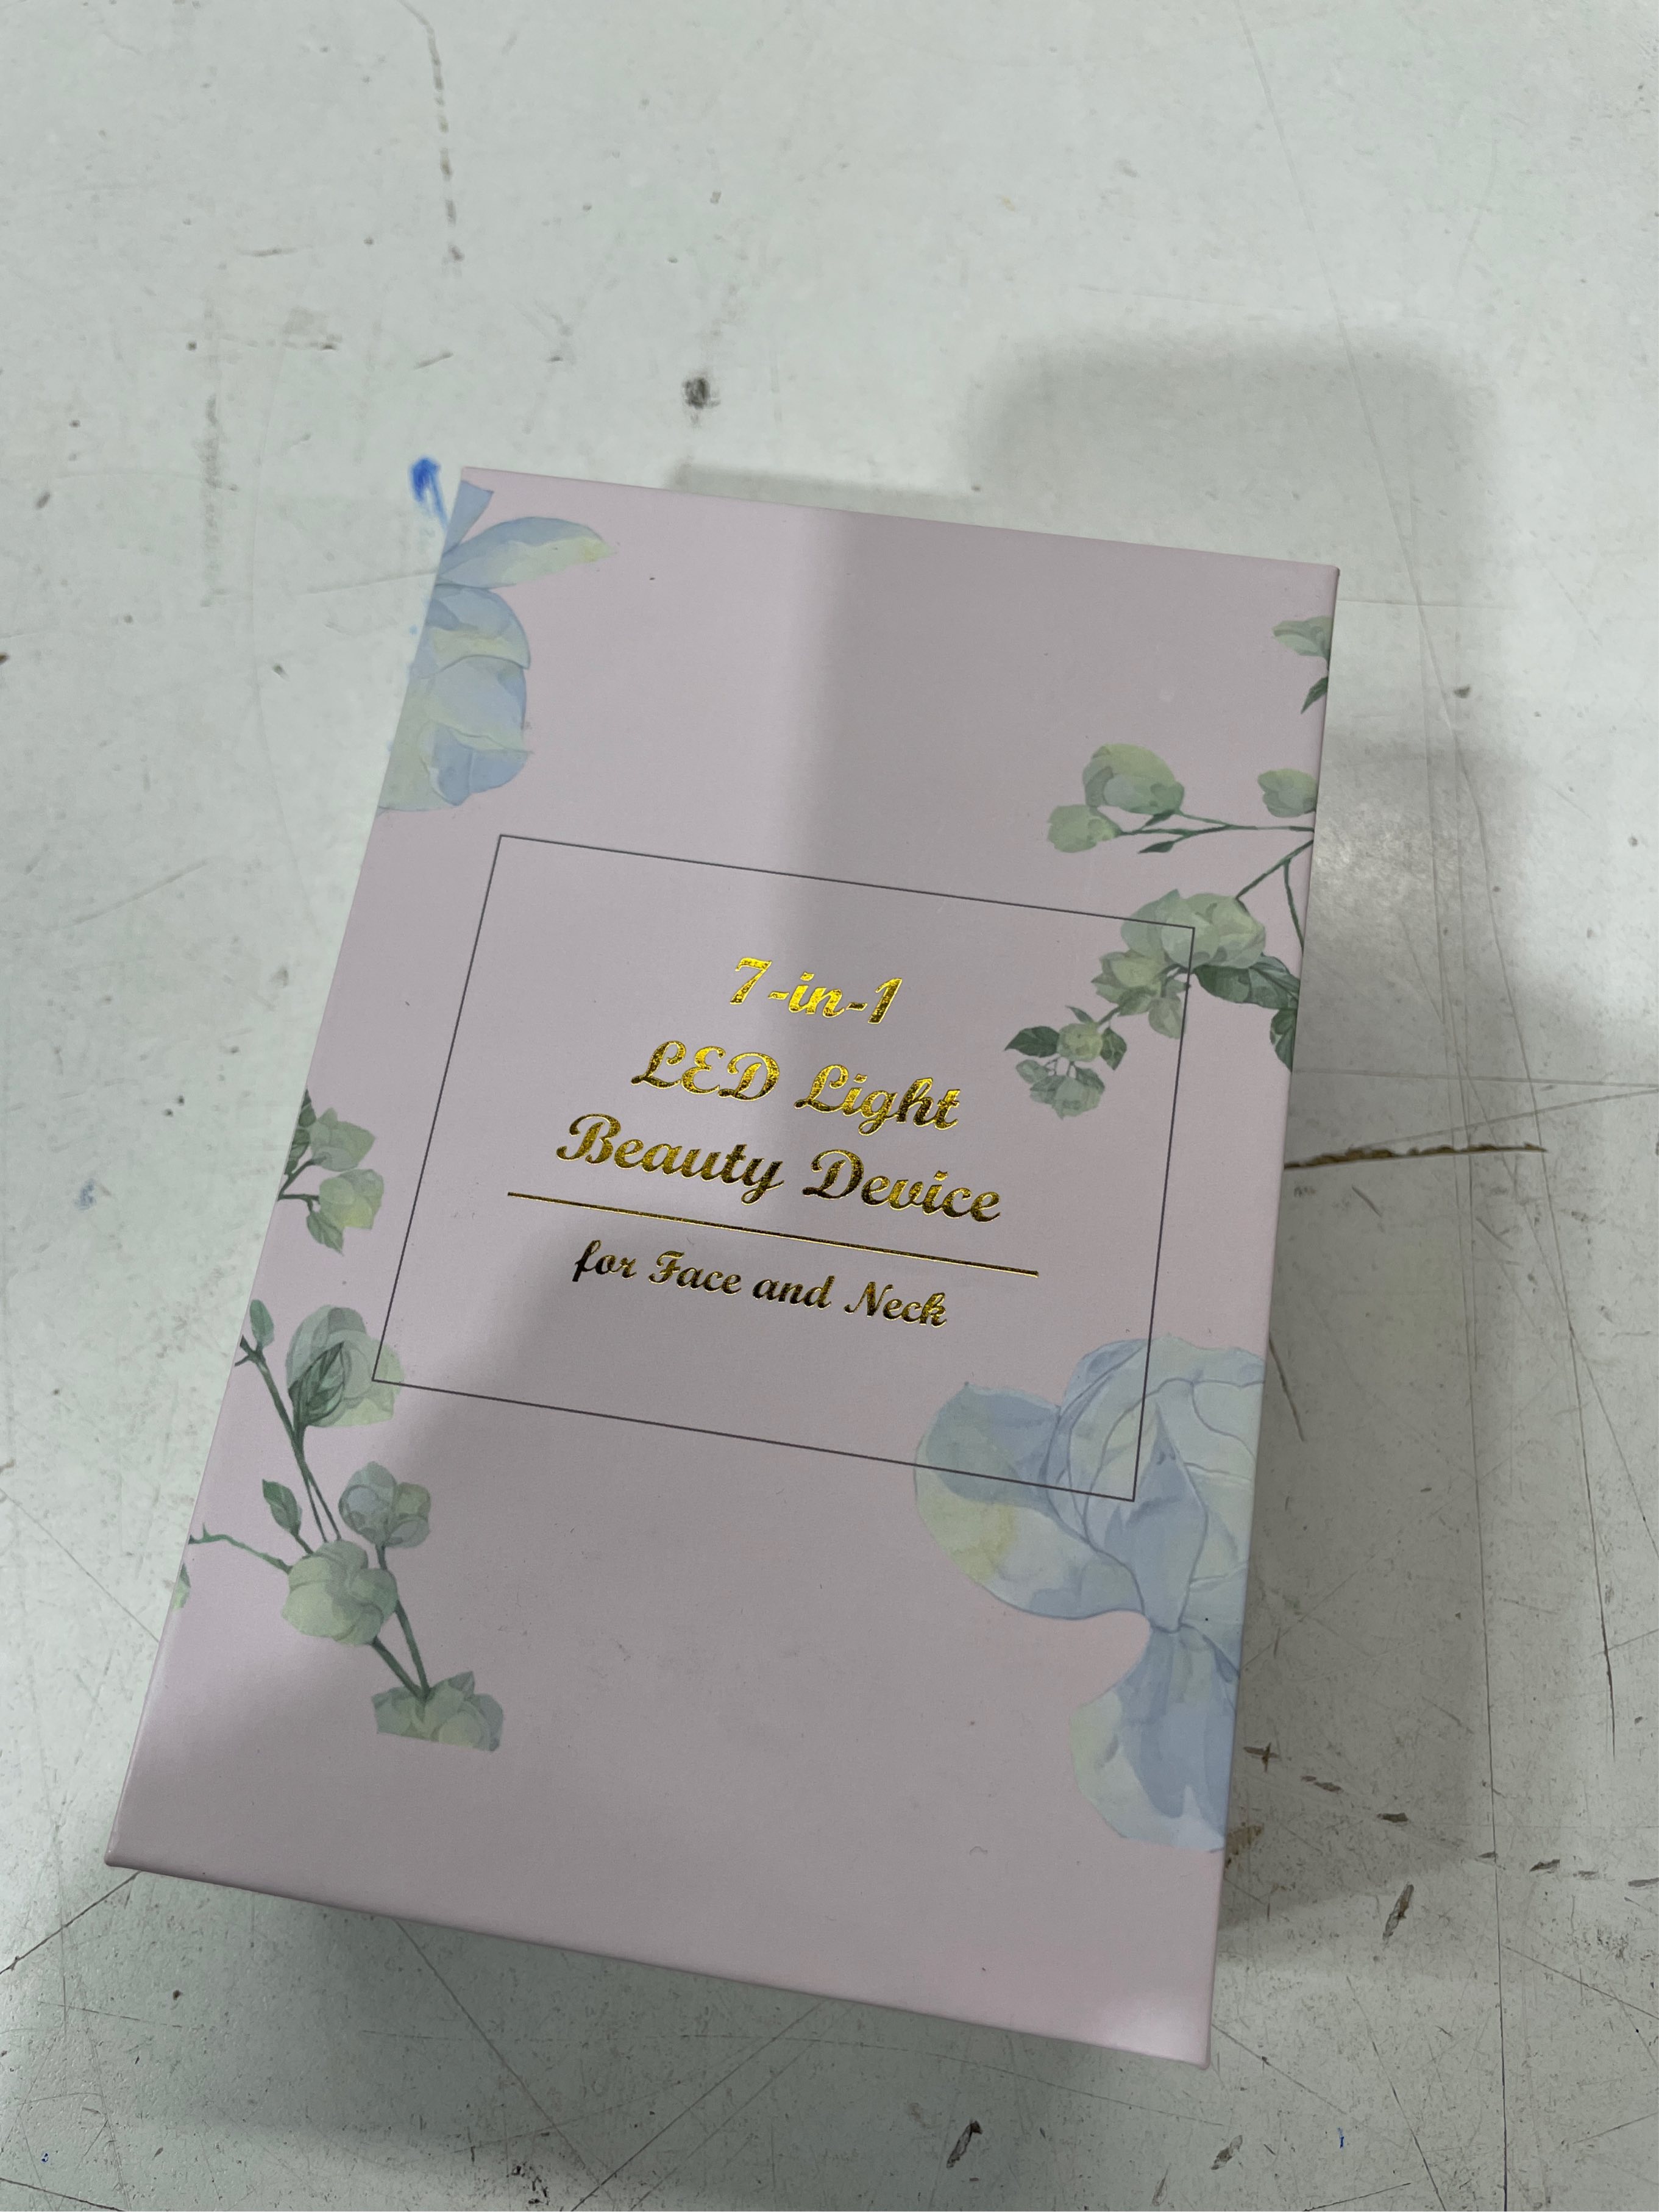 7-in-1
LED Light
Beauty Device
for Face and Neck